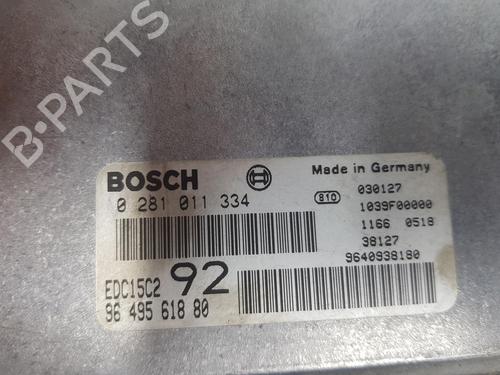 B-PARTS
BOSCH
Made in Germany
0 281 011 334
810
030127
1039F00000
1166 0518
38127
9640938180
EDC15C2
92
96 495 618 80